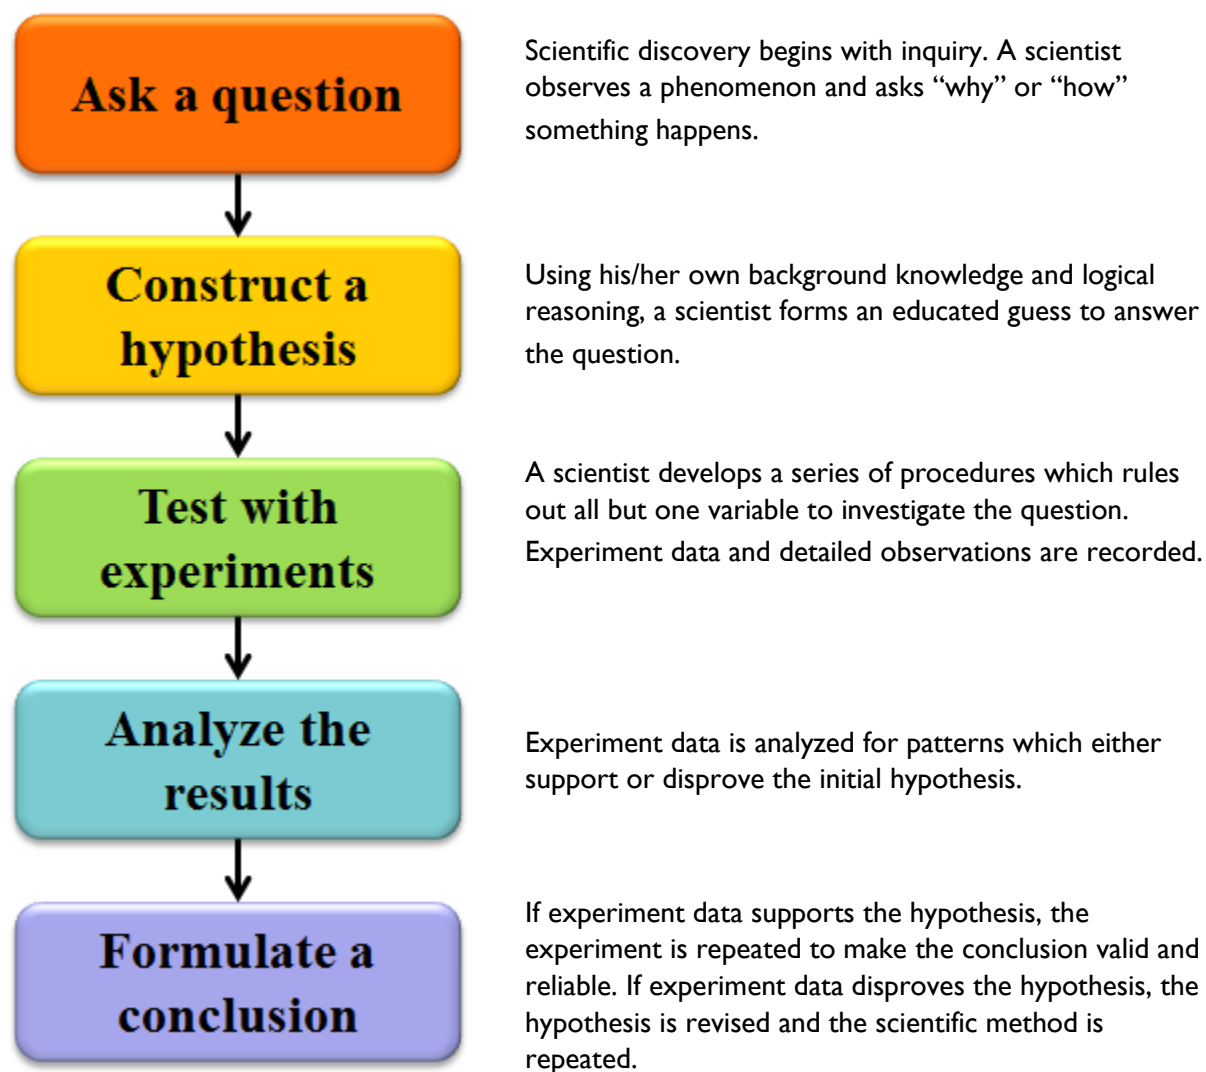 Ask a question
Scientific discovery begins with inquiry. A scientist
observes a phenomenon and asks “why” or “how”
something happens.
Construct a
hypothesis
Using his/her own background knowledge and logical
reasoning, a scientist forms an educated guess to answer
the question.
Test with
experiments
A scientist develops a series of procedures which rules
out all but one variable to investigate the question.
Experiment data and detailed observations are recorded.
Analyze the
results
Experiment data is analyzed for patterns which either
support or disprove the initial hypothesis.
Formulate a
conclusion
If experiment data supports the hypothesis, the
experiment is repeated to make the conclusion valid and
reliable. If experiment data disproves the hypothesis, the
hypothesis is revised and the scientific method is
repeated.